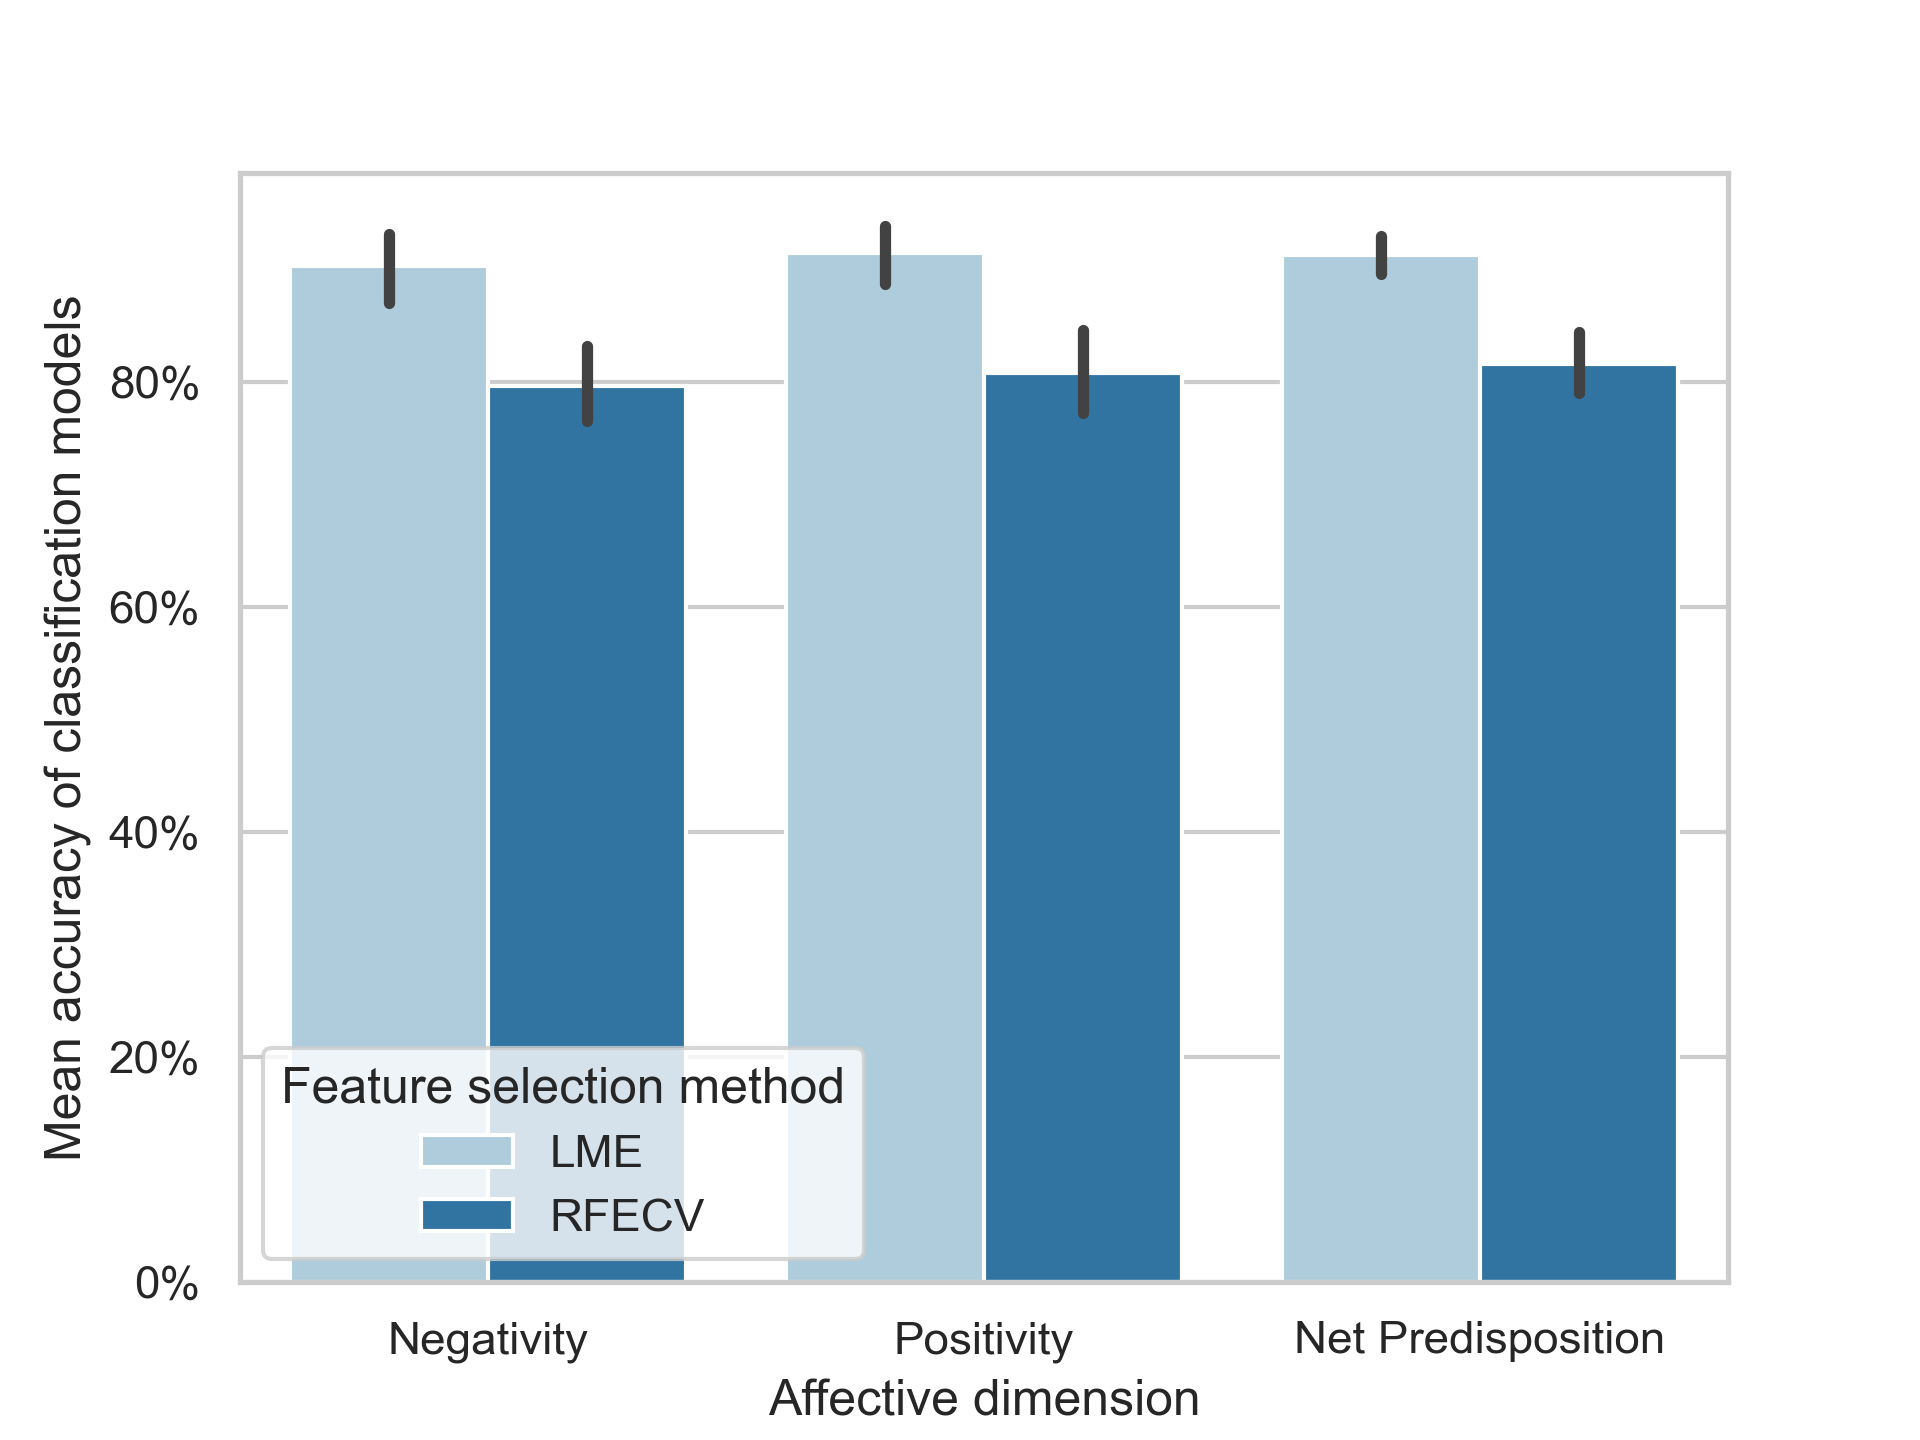 Mean accuracy of classification models
80%
60%
40%
20%
0%
Feature selection method
LME
RFECV
Negativity
Positivity
Net Predisposition
Affective dimension